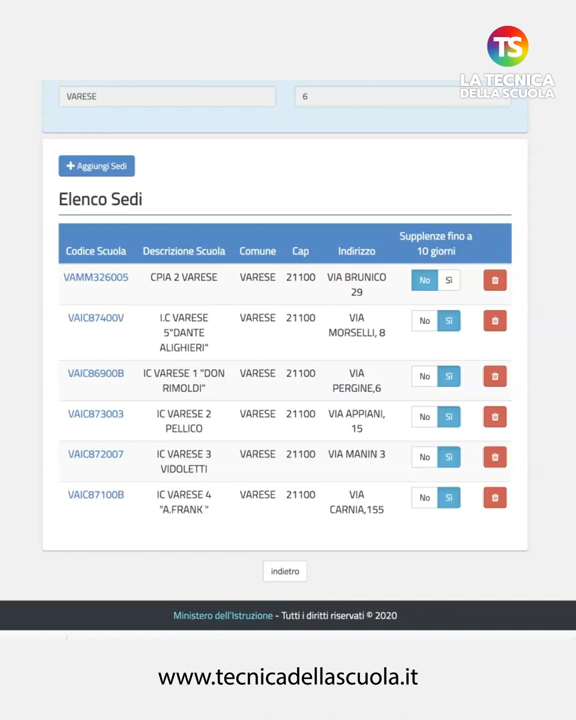 TS
LA TECNICA
DELLA SCUOLA
VARESE 6
Aggiungi Sedi
Elenco Sedi
Codice Scuola Descrizione Scuola Comune Cap Indirizzo Supplenze fino a
10 giorni
VAMM326005 CPIA 2 VARESE VARESE 21100 VIA BRUNICO No Sì
29
VAIC87400V I.C VARESE VARESE 21100 VIA No Sì
5"DANTE MORSELLI, 8
ALIGHIERI"
VAIC86900B IC VARESE 1 "DON VARESE 21100 VIA No Sì
RIMOLDI" PERGINE,6
VAIC873003 IC VARESE 2 VARESE 21100 VIA APPIANI, No Sì
PELLICO 15
VAIC872007 IC VARESE 3 VARESE 21100 VIA MANIN 3 No Sì
VIDOLETTI
VAIC87100B IC VARESE 4 VARESE 21100 VIA No Sì
"A.FRANK " CARNIA,155
indietro
Ministero dell'Istruzione - Tutti i diritti riservati © 2020
www.tecnicadellascuola.it